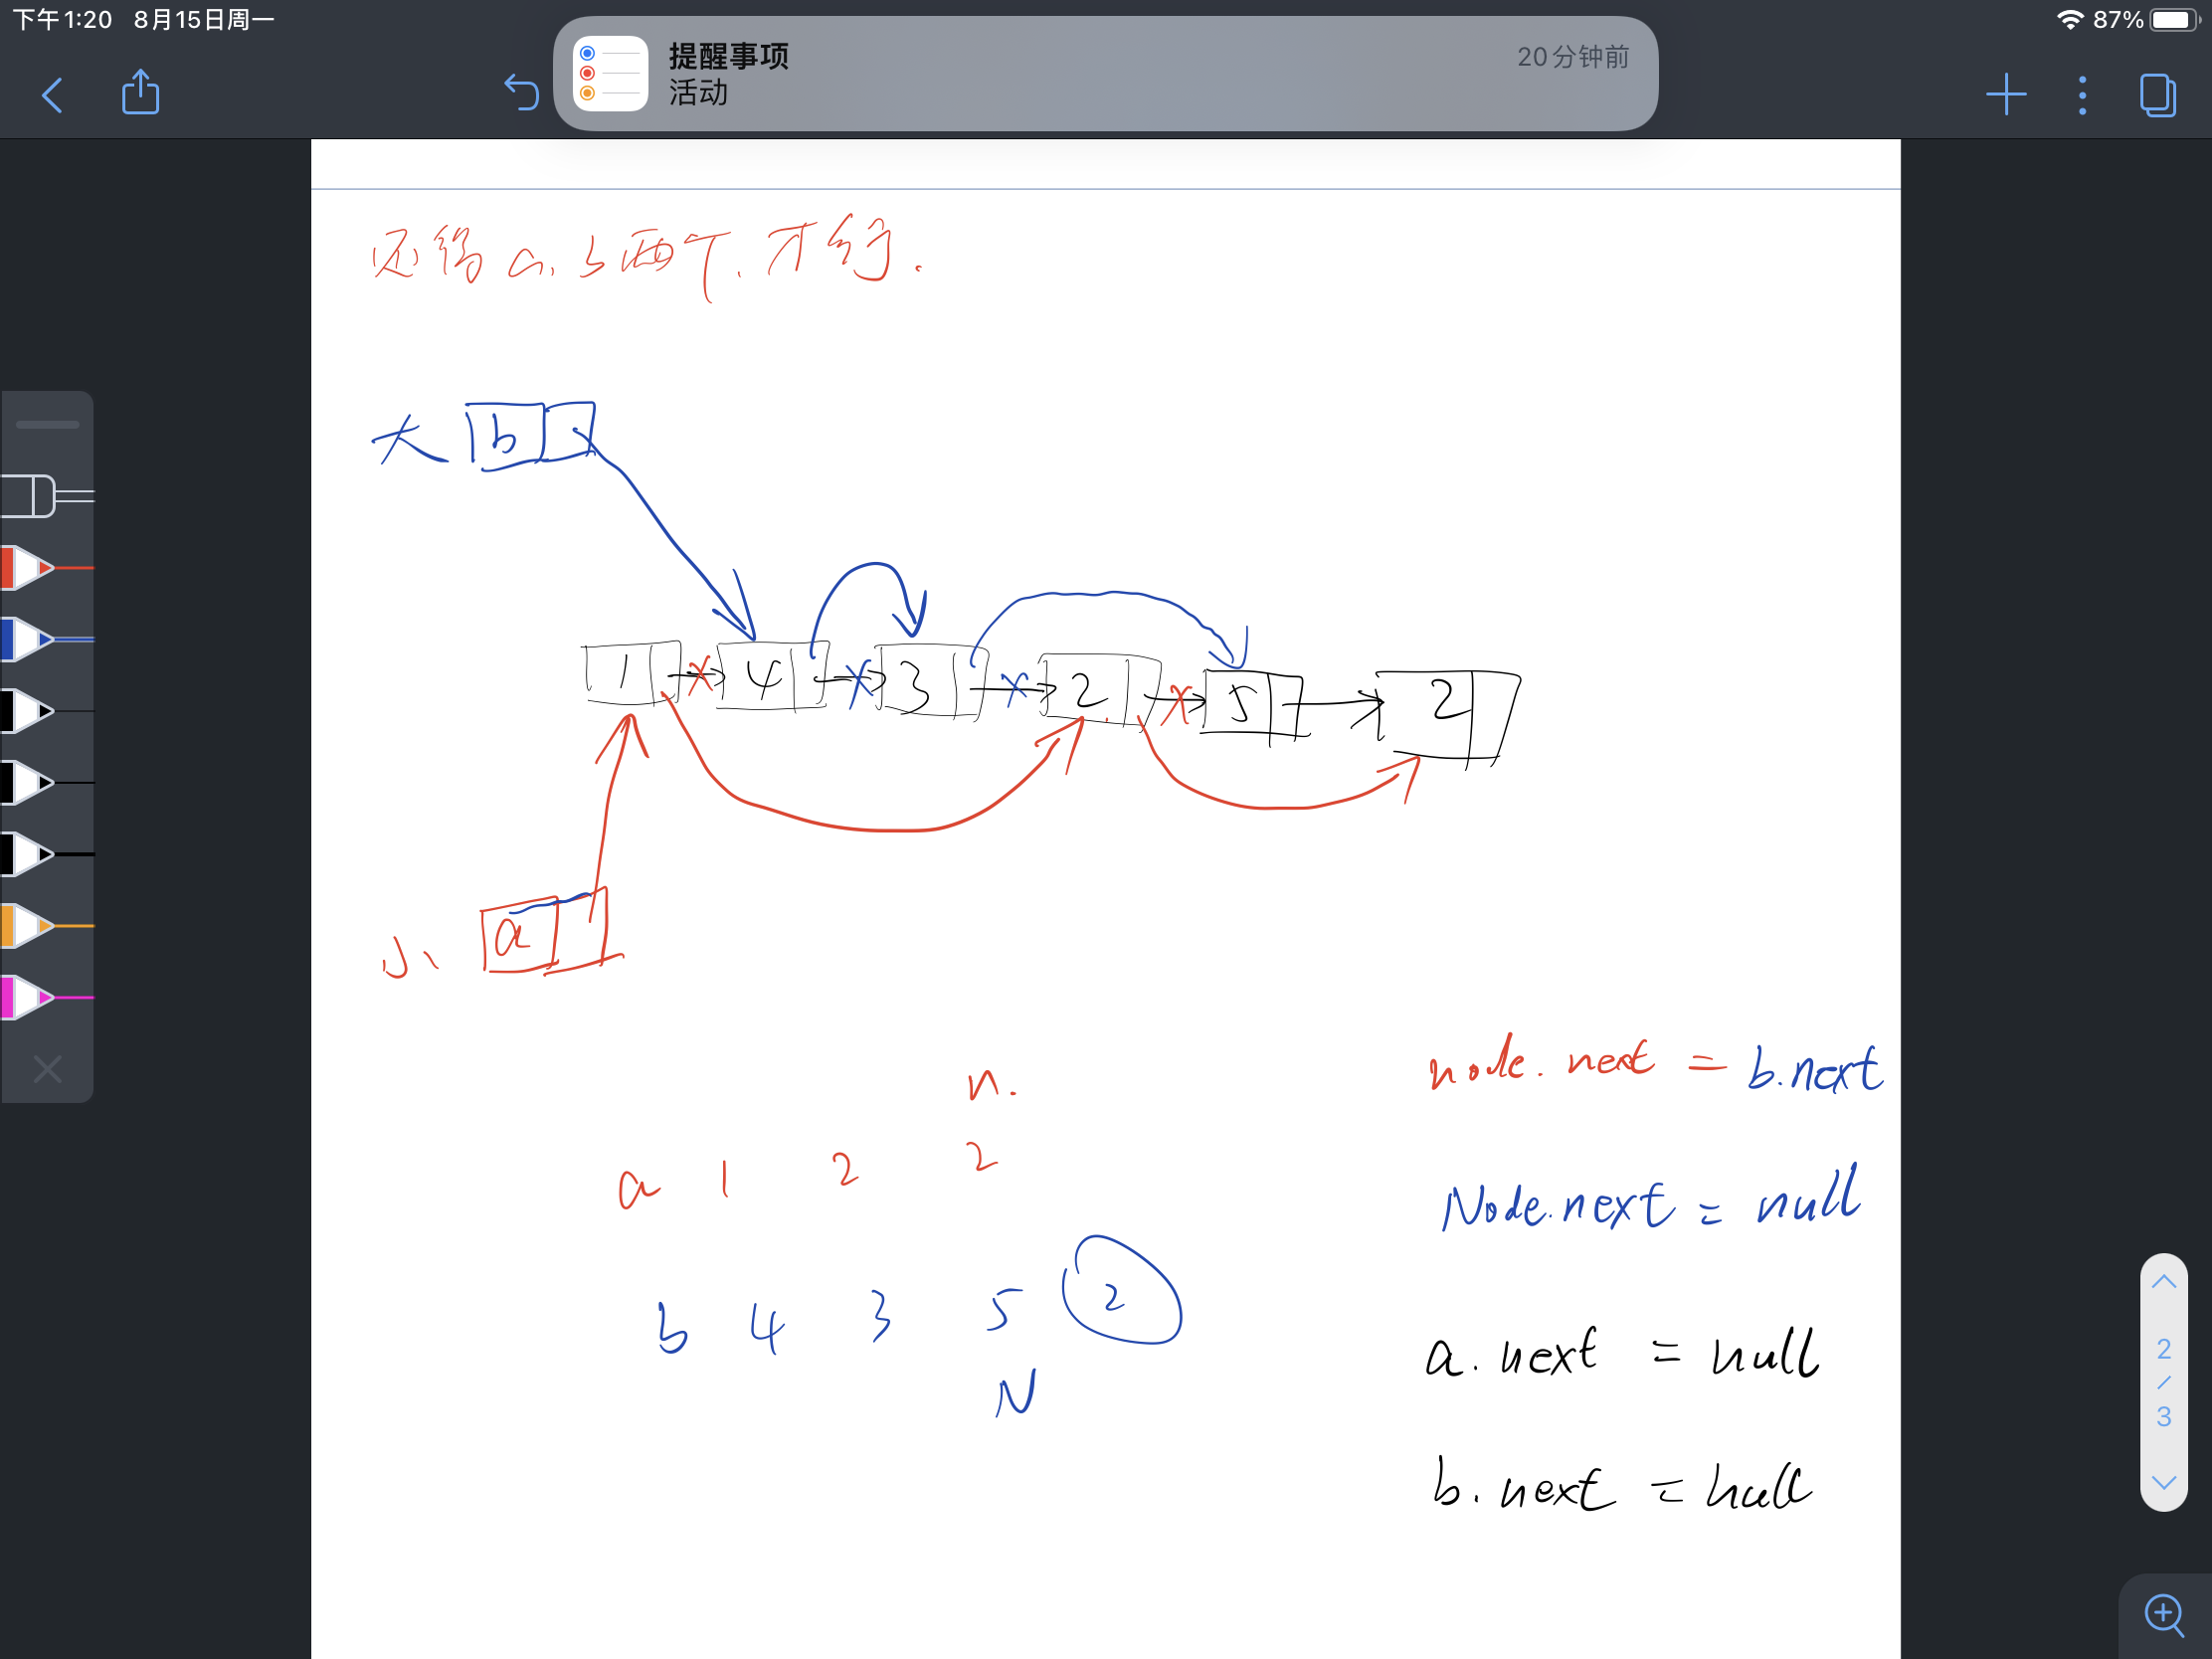 下午1:20 8月15日周一
87%
提醒事项
20分钟前
活动
a. b 两个. 才行.
大 b
1 4 3 2 5 2
小 a
n.
a 1 2 2
b 4 3 5 2
N
node. next = b.next
Node.next = null
a. next = null
b. next = null
2
/
3